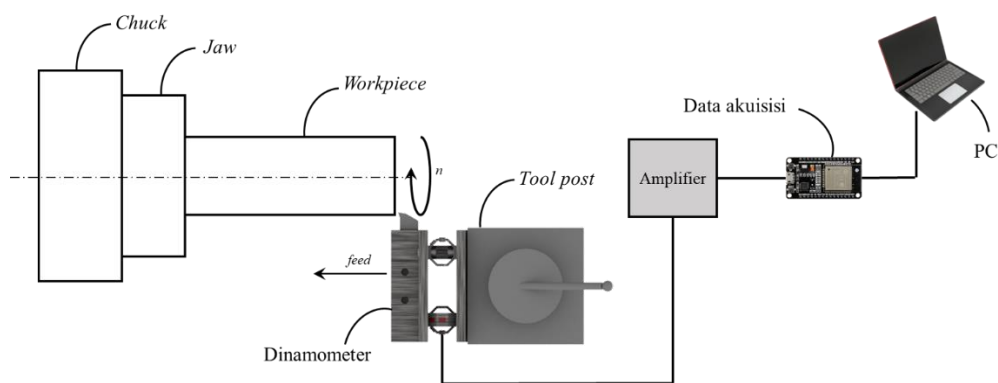 Chuck
Jaw
Workpiece
n
Tool post
Amplifier
Data akuisisi
PC
feed
Dinamometer